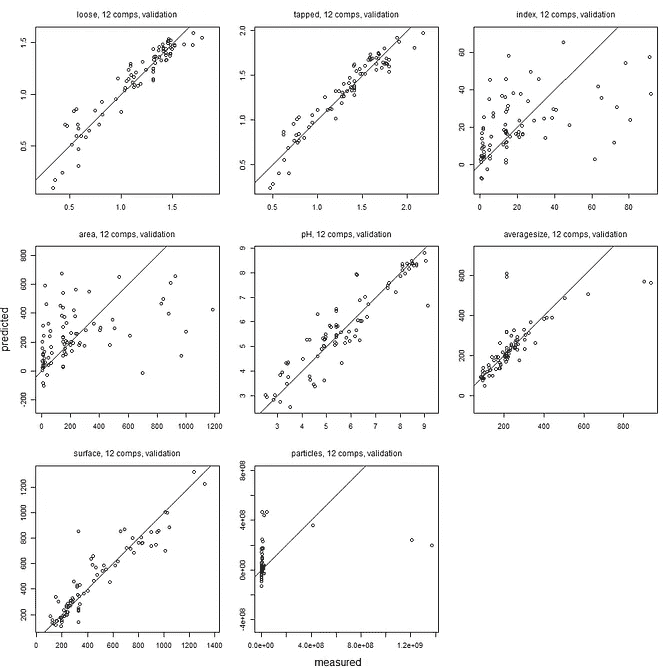 loose, 12 comps, validation
tapped, 12 comps, validation
index, 12 comps, validation
0.5 1.0 1.5
0.5 1.0 1.5
0.5 1.0 1.5 2.0
0.5 1.0 1.5 2.0
0 20 40 60
0 20 40 60 80
area, 12 comps, validation
pH, 12 comps, validation
averagesize, 12 comps, validation
predicted
-200 0 200 400 600 800
0 200 400 600 800 1000 1200
3 4 5 6 7 8 9
3 4 5 6 7 8 9
0 200 400 600
200 400 600 800
surface, 12 comps, validation
particles, 12 comps, validation
200 400 600 800 1000 1200
0 200 400 600 800 1000 1400
-4e+08 0e+00 4e+08 8e+08
0.0e+00 4.0e+08 8.0e+08 1.2e+09
measured